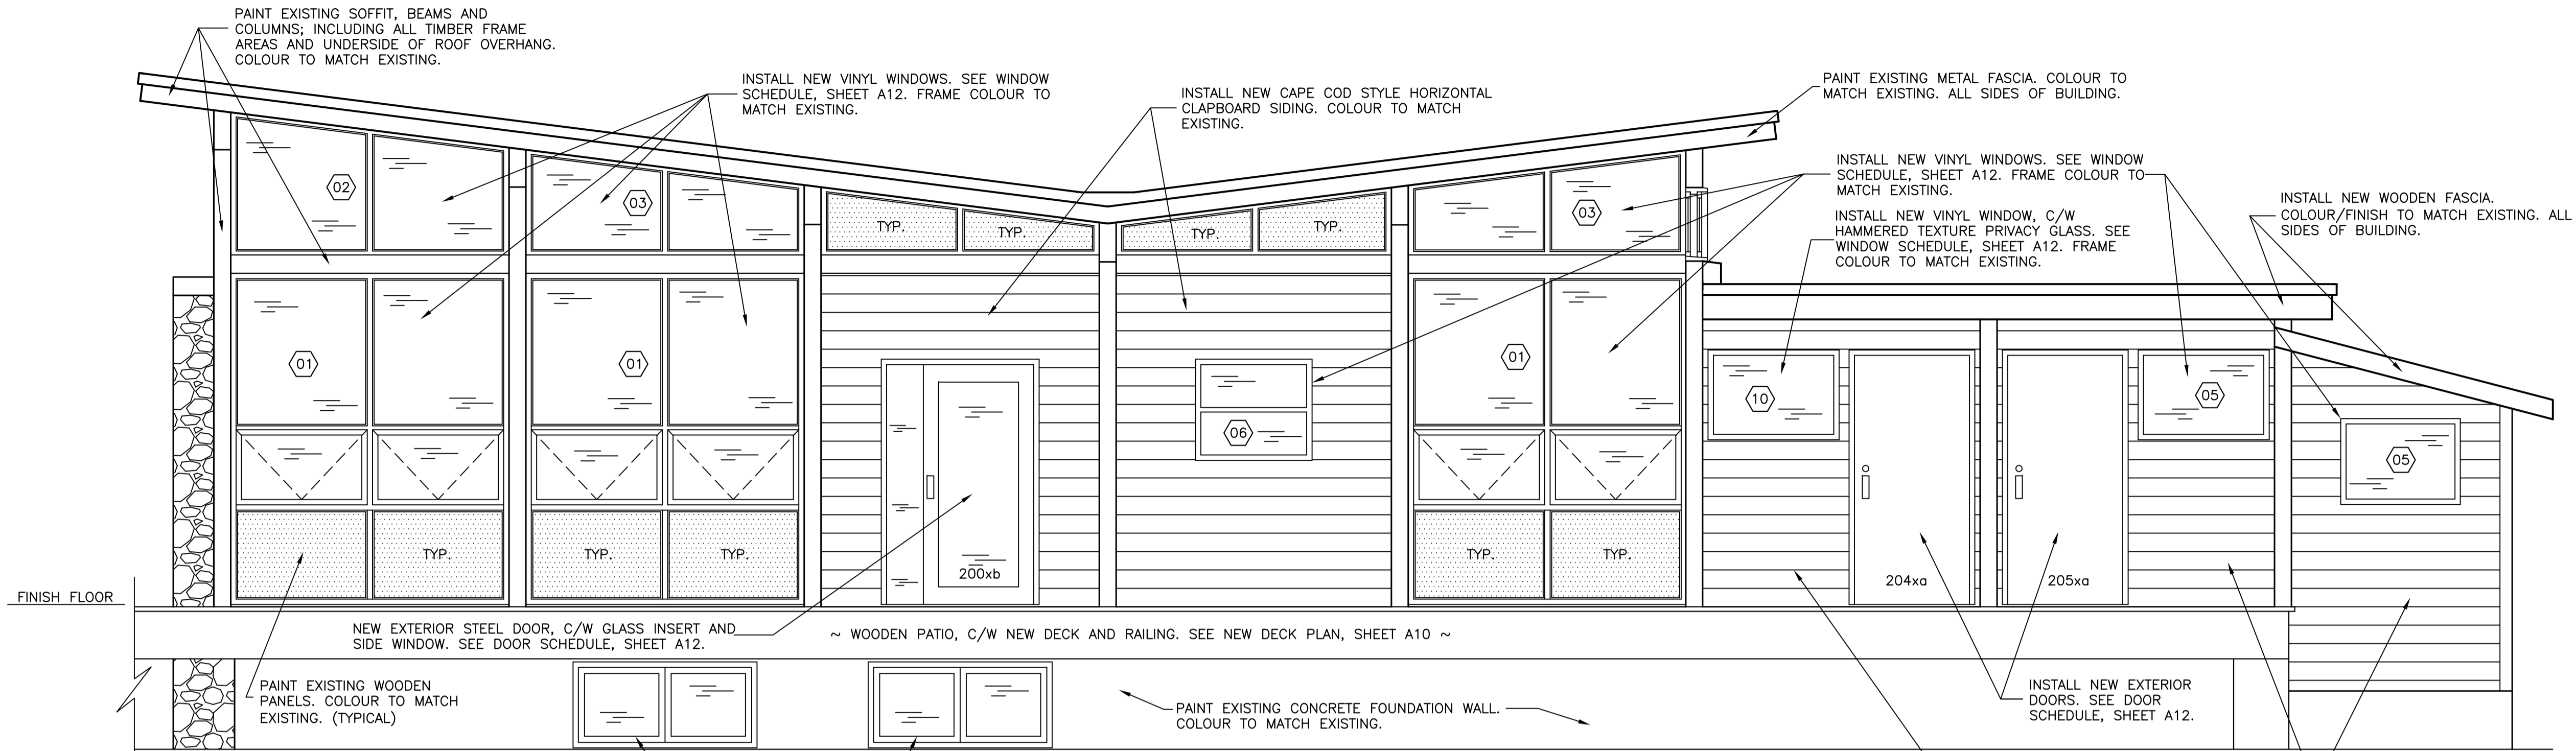 PAINT EXISTING SOFFIT, BEAMS AND
COLUMNS; INCLUDING ALL TIMBER FRAME
AREAS AND UNDERSIDE OF ROOF OVERHANG.
COLOUR TO MATCH EXISTING.
INSTALL NEW VINYL WINDOWS. SEE WINDOW
SCHEDULE, SHEET A12. FRAME COLOUR TO
MATCH EXISTING.
INSTALL NEW CAPE COD STYLE HORIZONTAL
CLAPBOARD SIDING. COLOUR TO MATCH
EXISTING.
PAINT EXISTING METAL FASCIA. COLOUR TO
MATCH EXISTING. ALL SIDES OF BUILDING.
INSTALL NEW VINYL WINDOWS. SEE WINDOW
SCHEDULE, SHEET A12. FRAME COLOUR TO
MATCH EXISTING.
INSTALL NEW VINYL WINDOW, C/W
HAMMERED TEXTURE PRIVACY GLASS. SEE
WINDOW SCHEDULE, SHEET A12. FRAME
COLOUR TO MATCH EXISTING.
INSTALL NEW WOODEN FASCIA.
COLOUR/FINISH TO MATCH EXISTING. ALL
SIDES OF BUILDING.
02
03
TYP.
TYP.
TYP.
TYP.
03
01
01
01
06
10
05
05
TYP.
TYP.
TYP.
200xb
TYP.
TYP.
204xa
205xa
FINISH FLOOR
NEW EXTERIOR STEEL DOOR, C/W GLASS INSERT AND
SIDE WINDOW. SEE DOOR SCHEDULE, SHEET A12.
~ WOODEN PATIO, C/W NEW DECK AND RAILING. SEE NEW DECK PLAN, SHEET A10 ~
PAINT EXISTING WOODEN
PANELS. COLOUR TO MATCH
EXISTING. (TYPICAL)
PAINT EXISTING CONCRETE FOUNDATION WALL.
COLOUR TO MATCH EXISTING.
INSTALL NEW EXTERIOR
DOORS. SEE DOOR
SCHEDULE, SHEET A12.